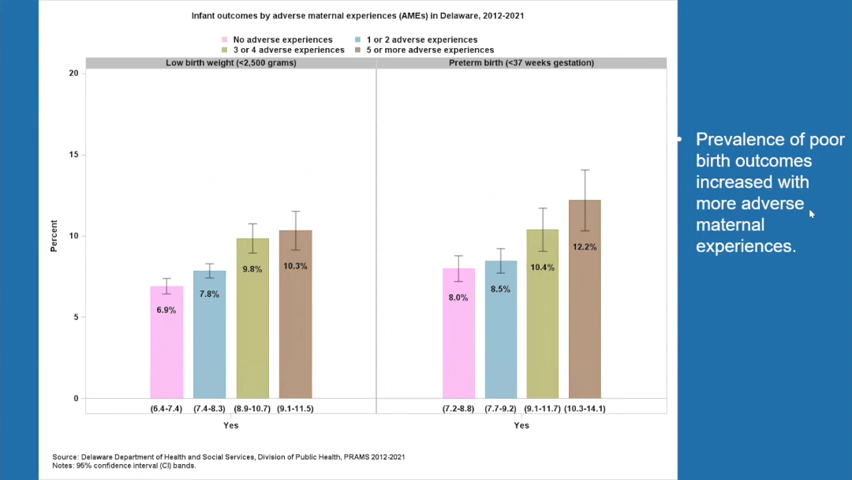 Infant outcomes by adverse maternal experiences (AMEs) in Delaware, 2012-2021
No adverse experiences
1 or 2 adverse experiences
3 or 4 adverse experiences
5 or more adverse experiences
Low birth weight (<2,500 grams)
Preterm birth (<37 weeks gestation)
Percent
20
15
10
5
0
6.9%
7.8%
9.8%
10.3%
8.0%
8.5%
10.4%
12.2%
(6.4-7.4)
(7.4-8.3)
(8.9-10.7)
(9.1-11.5)
(7.2-8.8)
(7.7-9.2)
(9.1-11.7)
(10.3-14.1)
Yes
Yes
Source: Delaware Department of Health and Social Services, Division of Public Health, PRAMS 2012-2021
Notes: 95% confidence interval (CI) bands.
• Prevalence of poor
birth outcomes
increased with
more adverse
maternal
experiences.